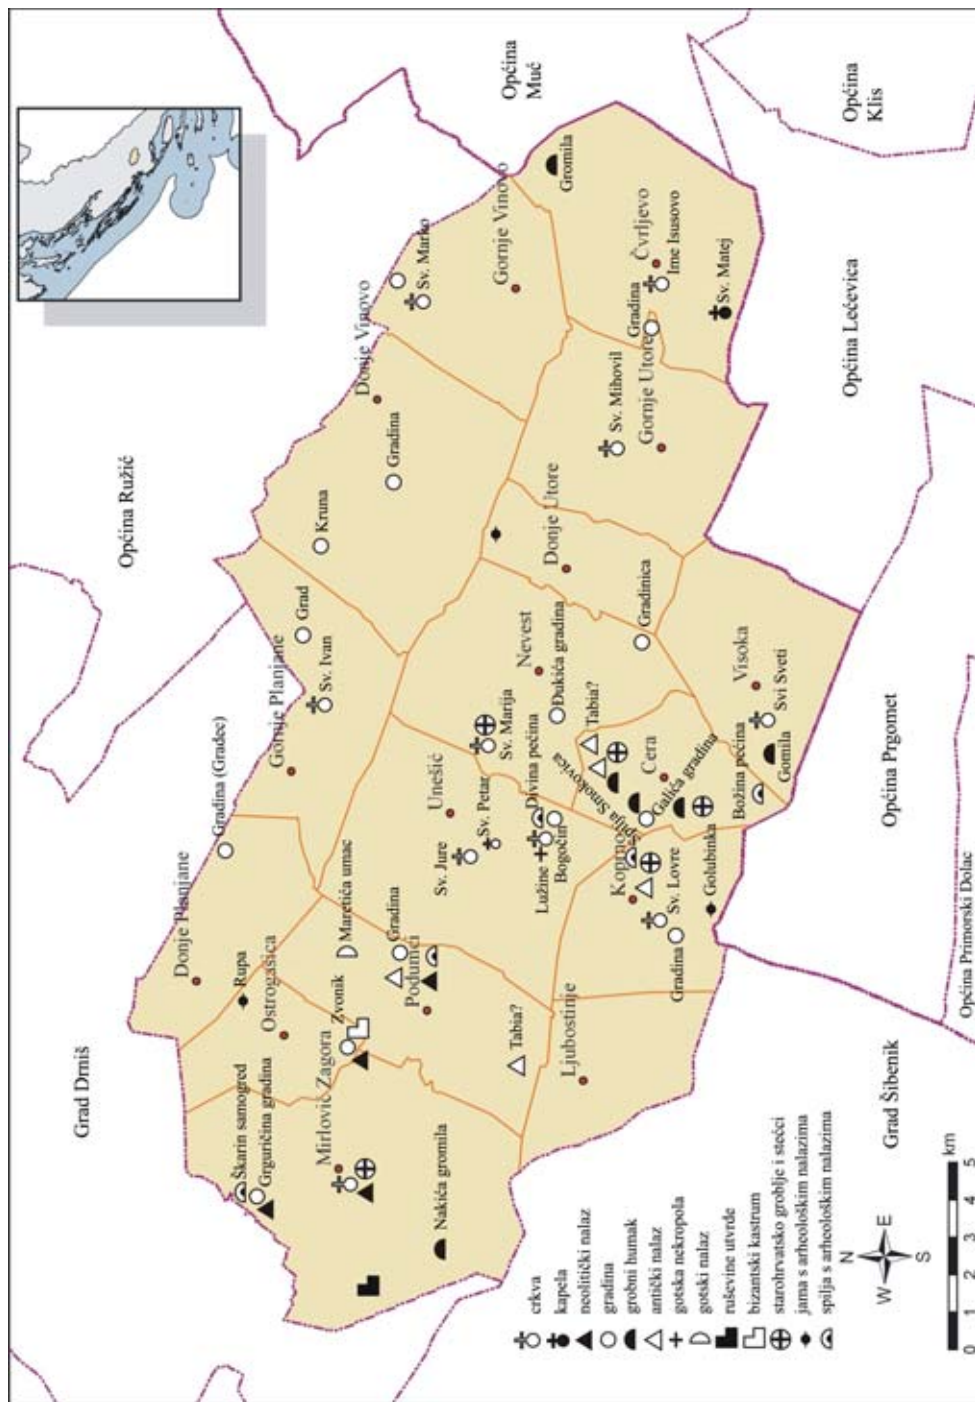 Grad Drniš
Općina Ružić
Općina
Muć
Donje Planjane
Gradina (Gradec)
Škarin samogred
Rupa
Grguričina gradina
Ostrogašica
Gornje Planjane
Grad
Kruna
Sv. Ivan
Donje Vinovo
Mirlović Zagora
Zvonik
Maretića umac
Gradina
Gradina
Sv. Marko
Podumići
Nakića gromila
Unešić
Sv. Jure
Sv. Petar
Sv. Marija
Gornje Vinovo
Tabia?
Nevest
Divina pečina
Lužine
Bogočin
Đukića gradina
Donje Utore
Gromila
Ljubostinje
Tabia?
Spilja Smokovica
Koprno
Sv. Mihovil
Cera
Galića gradina
Gradinica
Gornje Utore
Gradina
Čvrljevo
Ime Isusovo
Sv. Lovre
Gradina
Golubinka
Sv. Matej
Božina pećina
Visoka
Gomila
Svi Sveti
Općina
Klis
Općina Lećevica
Grad Šibenik
Općina Prgomet
Općina Primorski Dolac
crkva
kapela
neolitički nalaz
gradina
grobni humak
antički nalaz
gotska nekropola
gotski nalaz
ruševine utvrde
bizantski kastrum
starohrvatsko groblje i stećci
jama s arheološkim nalazima
spilja s arheološkim nalazima
N
W
E
S
0 1 2 3 4 5
km